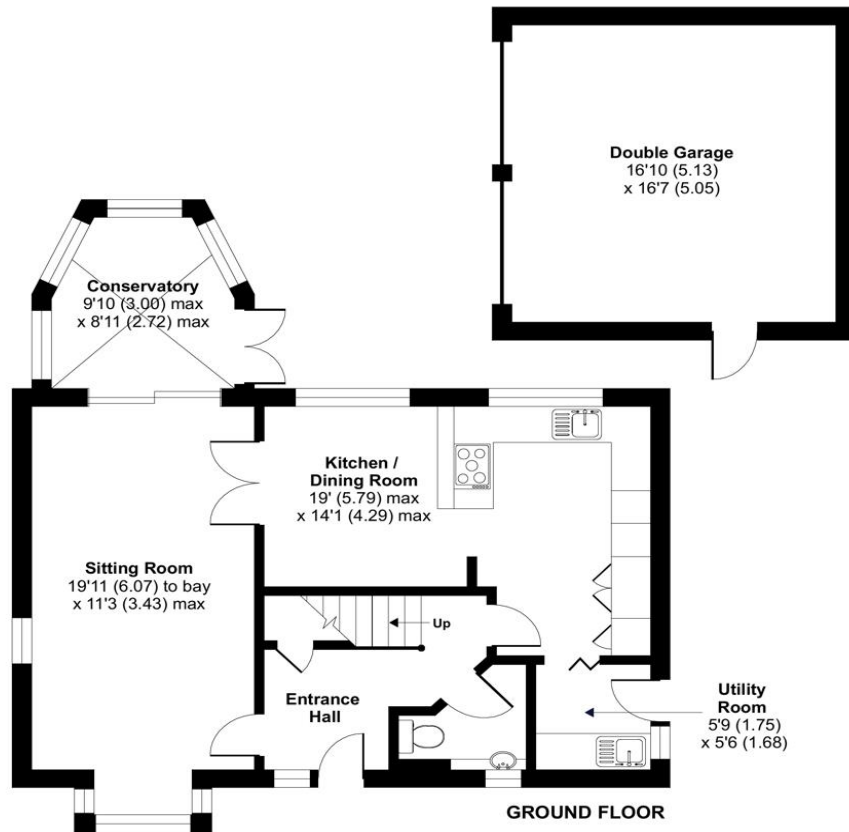 Double Garage
16'10 (5.13)
x 16'7 (5.05)
Conservatory
9'10 (3.00) max
x 8'11 (2.72) max
Kitchen /
Dining Room
19' (5.79) max
x 14'1 (4.29) max
Sitting Room
19'11 (6.07) to bay
x 11'3 (3.43) max
Up
Entrance
Hall
Utility
Room
5'9 (1.75)
x 5'6 (1.68)
GROUND FLOOR